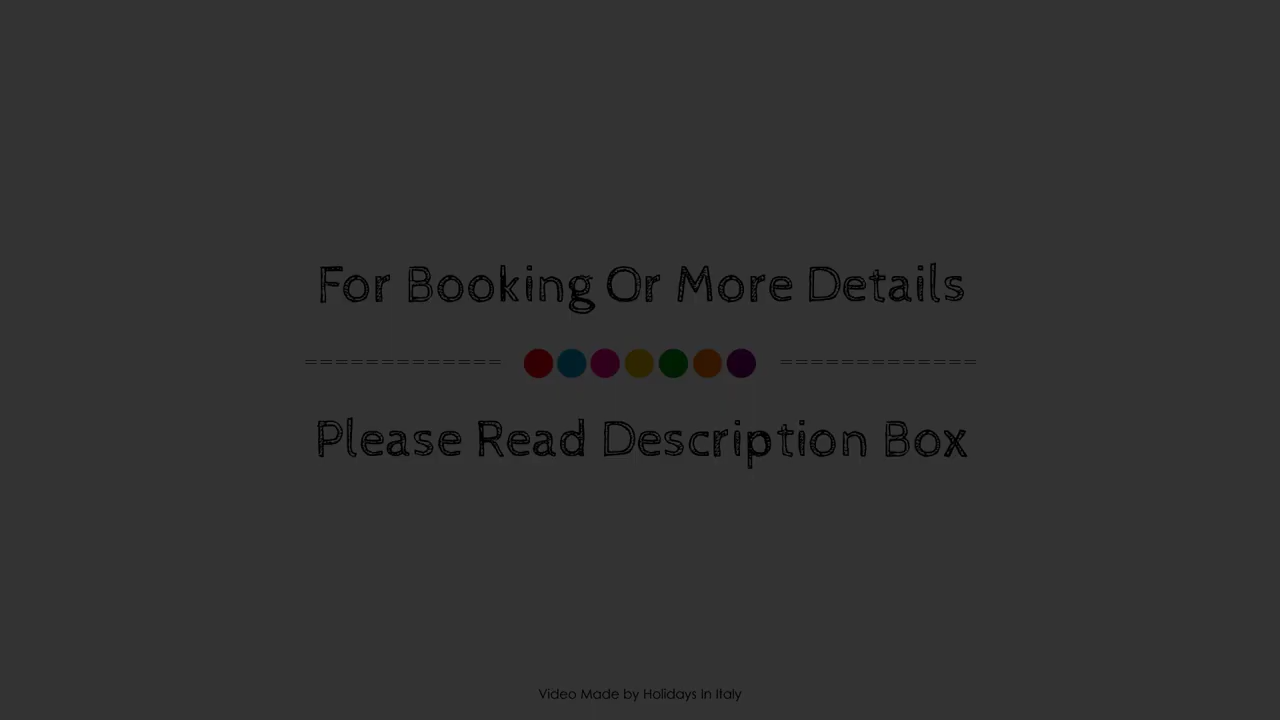 For Booking Or More Details
============= =============
Please Read Description Box
Video Made by Holidays In Italy